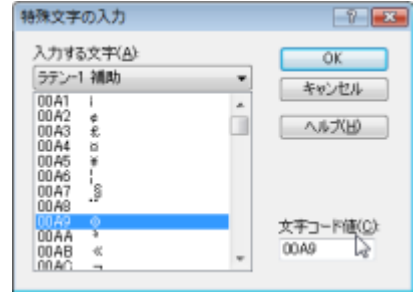 特殊文字の入力
入力する文字(A):
ラテン-1 補助
00A1 ¡
00A2 ¢
00A3 £
00A4 ¤
00A5 ¥
00A6 ¦
00A7 §
00A8 ¨
00A9 ©
00AA ª
00AB «
00AC ¬
OK
キャンセル
ヘルプ(H)
文字コード値(C):
00A9